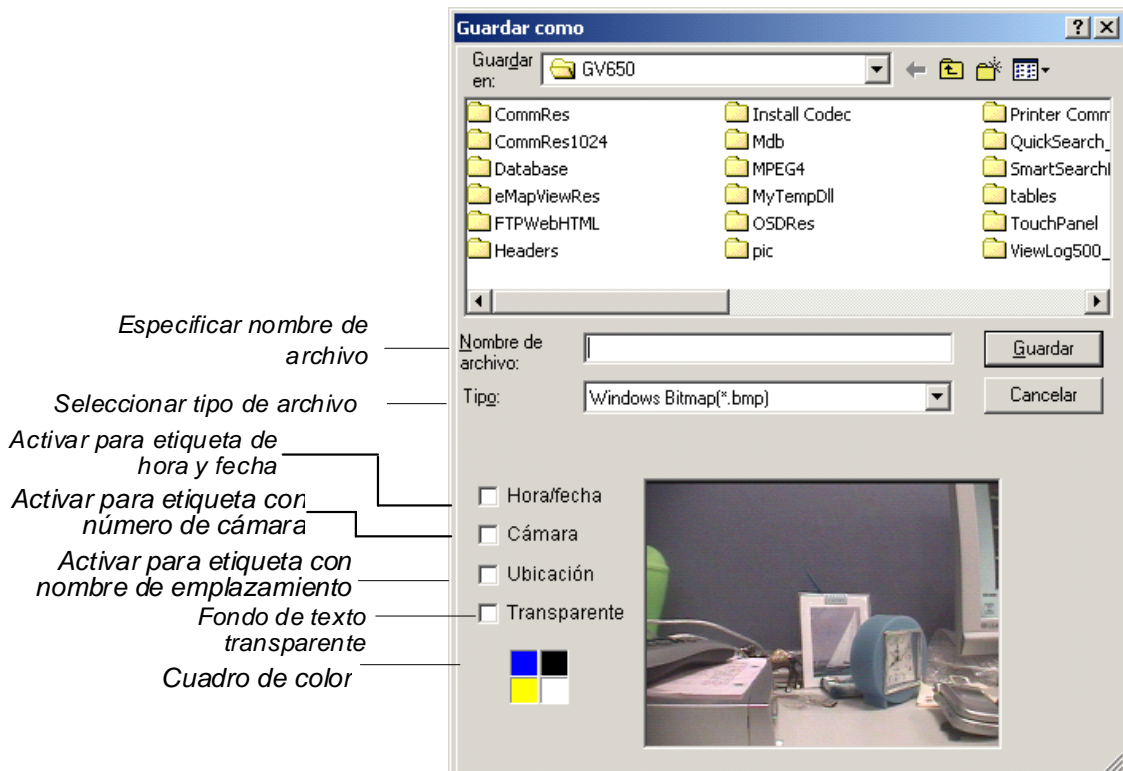 Guardar como
Guardar
en:
GV650
CommRes
Install Codec
Printer Comm
CommRes1024
Mdb
QuickSearch_
Database
MPEG4
SmartSearch
eMapViewRes
MyTempDll
tables
FTPWebHTML
OSDRes
TouchPanel
Headers
pic
ViewLog500_
Especificar nombre de
archivo
Nombre de
archivo:
Guardar
Seleccionar tipo de archivo
Tipo:
Windows Bitmap(*.bmp)
Cancelar
Activar para etiqueta de
hora y fecha
Hora/fecha
Activar para etiqueta con
número de cámara
Cámara
Activar para etiqueta con
nombre de emplazamiento
Ubicación
Fondo de texto
transparente
Transparente
Cuadro de color